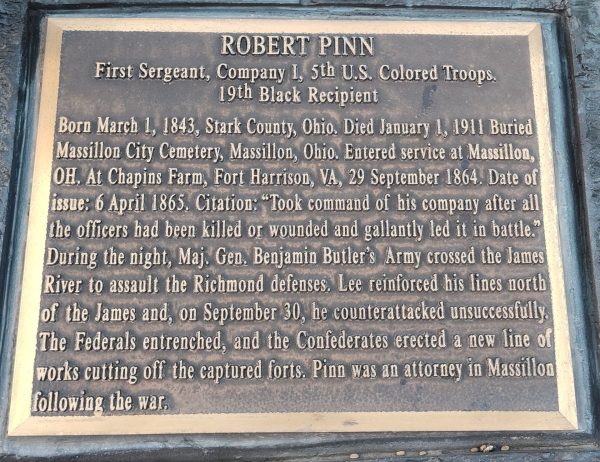 ROBERT PINN
First Sergeant, Company I, 5th U.S. Colored Troops.
19th Black Recipient
Born March 1, 1843, Stark County, Ohio. Died January 1, 1911 Buried
Massillon City Cemetery, Massillon, Ohio. Entered service at Massillon,
OH. At Chapins Farm, Fort Harrison, VA, 29 September 1864. Date of
issue: 6 April 1865. Citation: “Took command of his company after all
the officers had been killed or wounded and gallantly led it in battle.”
During the night, Maj. Gen. Benjamin Butler's Army crossed the James
River to assault the Richmond defenses. Lee reinforced his lines north
of the James and, on September 30, he counterattacked unsuccessfully.
The Federals entrenched, and the Confederates erected a new line of
works cutting off the captured forts. Pinn was an attorney in Massillon
following the war.